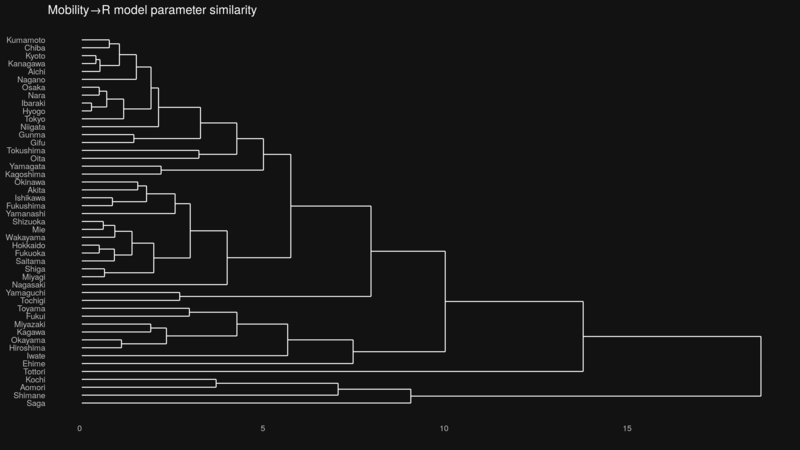 Mobility→R model parameter similarity
Kumamoto
Chiba
Kyoto
Kanagawa
Aichi
Nagano
Osaka
Nara
Ibaraki
Hyogo
Tokyo
Niigata
Gunma
Gifu
Tokushima
Oita
Yamagata
Kagoshima
Okinawa
Akita
Ishikawa
Fukushima
Yamanashi
Shizuoka
Mie
Wakayama
Hokkaido
Fukuoka
Saitama
Shiga
Miyagi
Nagasaki
Yamaguchi
Tochigi
Toyama
Fukui
Miyazaki
Kagawa
Okayama
Hiroshima
Iwate
Ehime
Tottori
Kochi
Aomori
Shimane
Saga
0 5 10 15